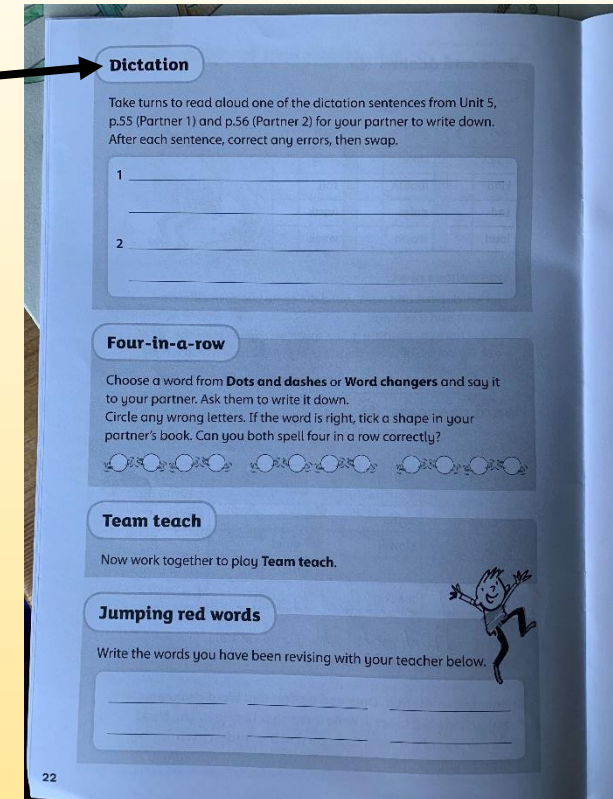 Dictation
Take turns to read aloud one of the dictation sentences from Unit 5,
p.55 (Partner 1) and p.56 (Partner 2) for your partner to write down.
After each sentence, correct any errors, then swap.
1
2
Four-in-a-row
Choose a word from Dots and dashes or Word changers and say it
to your partner. Ask them to write it down.
Circle any wrong letters. If the word is right, tick a shape in your
partner's book. Can you both spell four in a row correctly?
Team teach
Now work together to play Team teach.
Jumping red words
Write the words you have been revising with your teacher below.
22